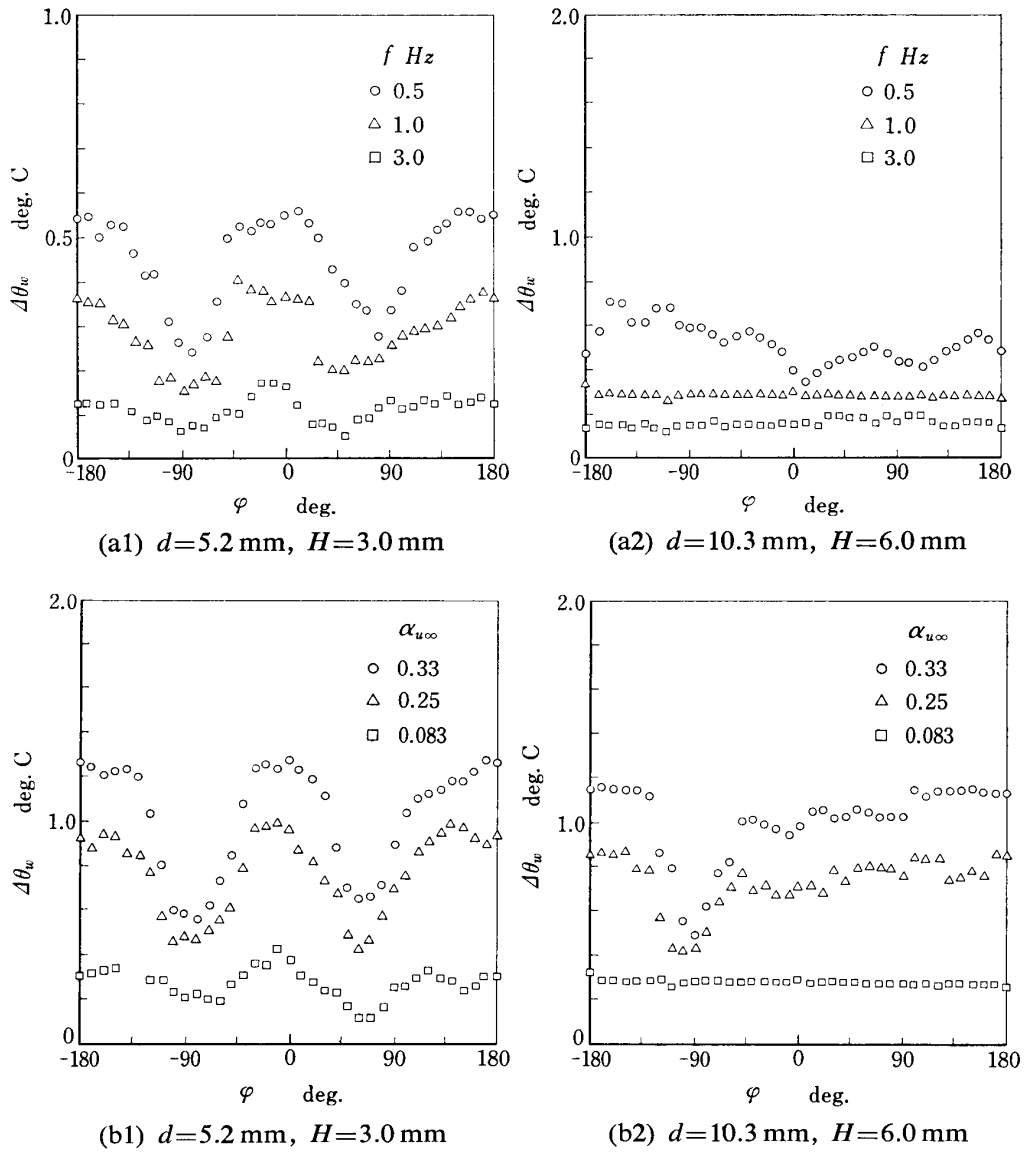 1.0
0.5
0
Δθw deg. C
f Hz
○ 0.5
△ 1.0
□ 3.0
-180 -90 0 90 180
φ deg.
(a1) d=5.2 mm, H=3.0 mm
2.0
1.0
0
Δθw deg. C
f Hz
○ 0.5
△ 1.0
□ 3.0
-180 -90 0 90 180
φ deg.
(a2) d=10.3 mm, H=6.0 mm
2.0
1.0
0
Δθw deg. C
αu∞
○ 0.33
△ 0.25
□ 0.083
-180 -90 0 90 180
φ deg.
(b1) d=5.2 mm, H=3.0 mm
2.0
1.0
0
Δθw deg. C
αu∞
○ 0.33
△ 0.25
□ 0.083
-180 -90 0 90 180
φ deg.
(b2) d=10.3 mm, H=6.0 mm